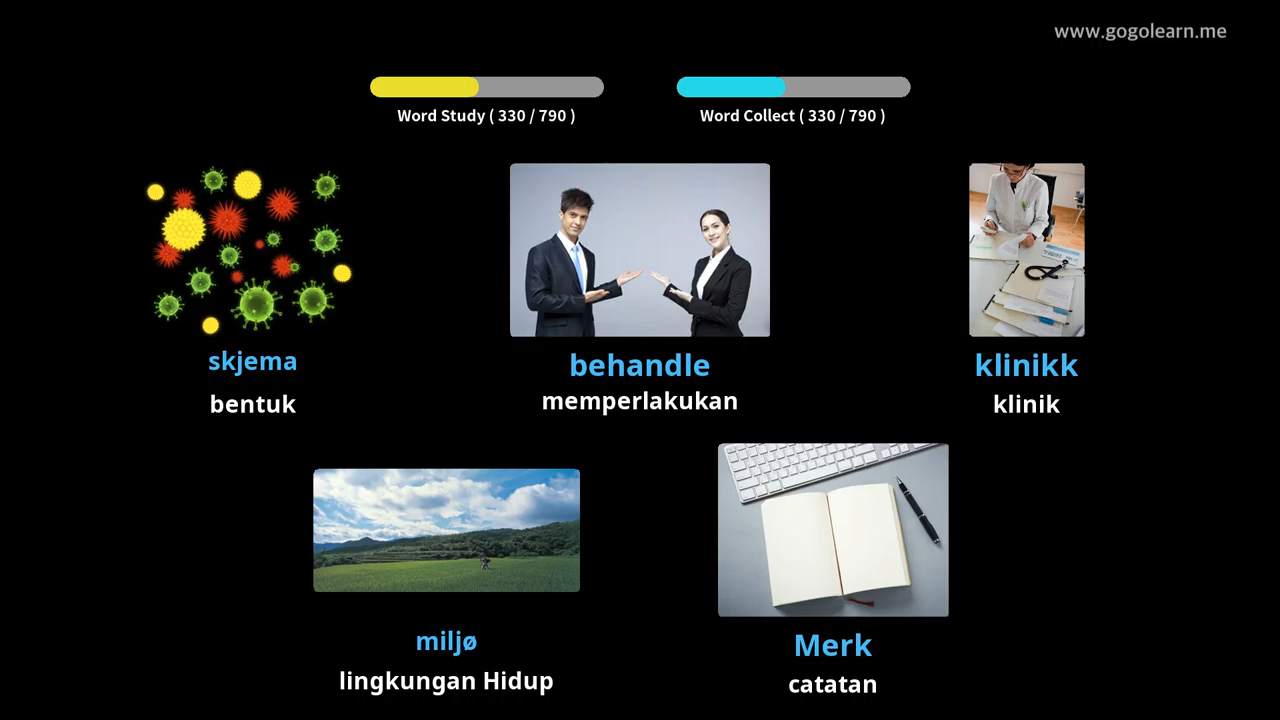 www.gogolearn.me
Word Study ( 330 / 790 )
Word Collect ( 330 / 790 )
skjema
bentuk
behandle
memperlakukan
klinikk
klinik
miljø
lingkungan Hidup
Merk
catatan